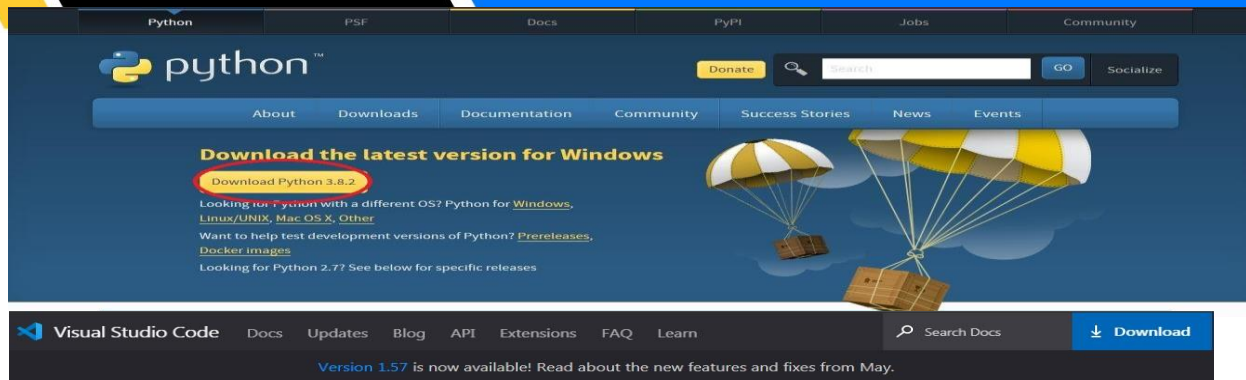 Python PSF Docs PyPI Jobs Community
python™
Donate Search GO Socialize
About Downloads Documentation Community Success Stories News Events
Download the latest version for Windows
Download Python 3.8.2
Looking for Python with a different OS? Python for Windows,
Linux/UNIX, Mac OS X, Other
Want to help test development versions of Python? Prereleases,
Docker images
Looking for Python 2.7? See below for specific releases
Visual Studio Code Docs Updates Blog API Extensions FAQ Learn Search Docs Download
Version 1.57 is now available! Read about the new features and fixes from May.